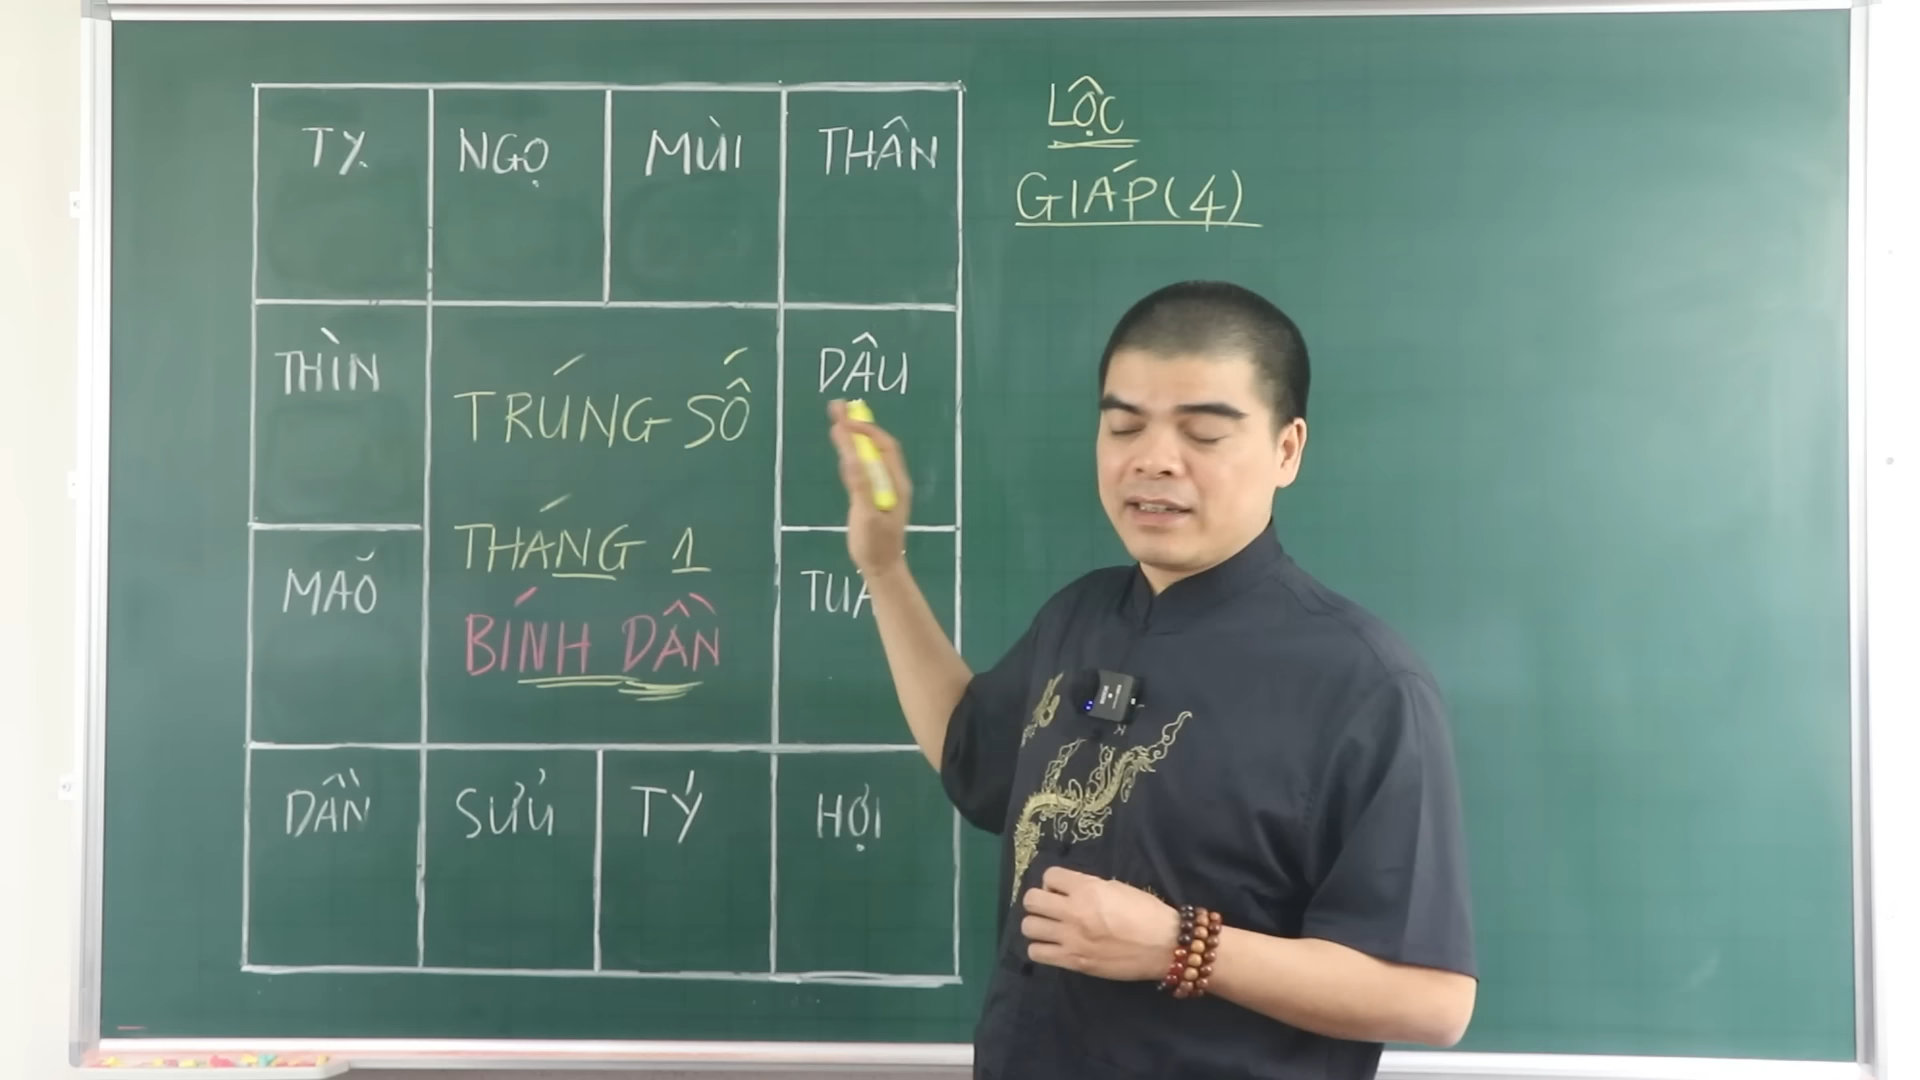 TỴ NGỌ MÙI THÂN
THÌN DẬU
MAÕ
DẦN SỬU TÝ HỢI
TRÚNG SỐ
THÁNG 1
BÍNH DẦN
LỘC
GIÁP(4)